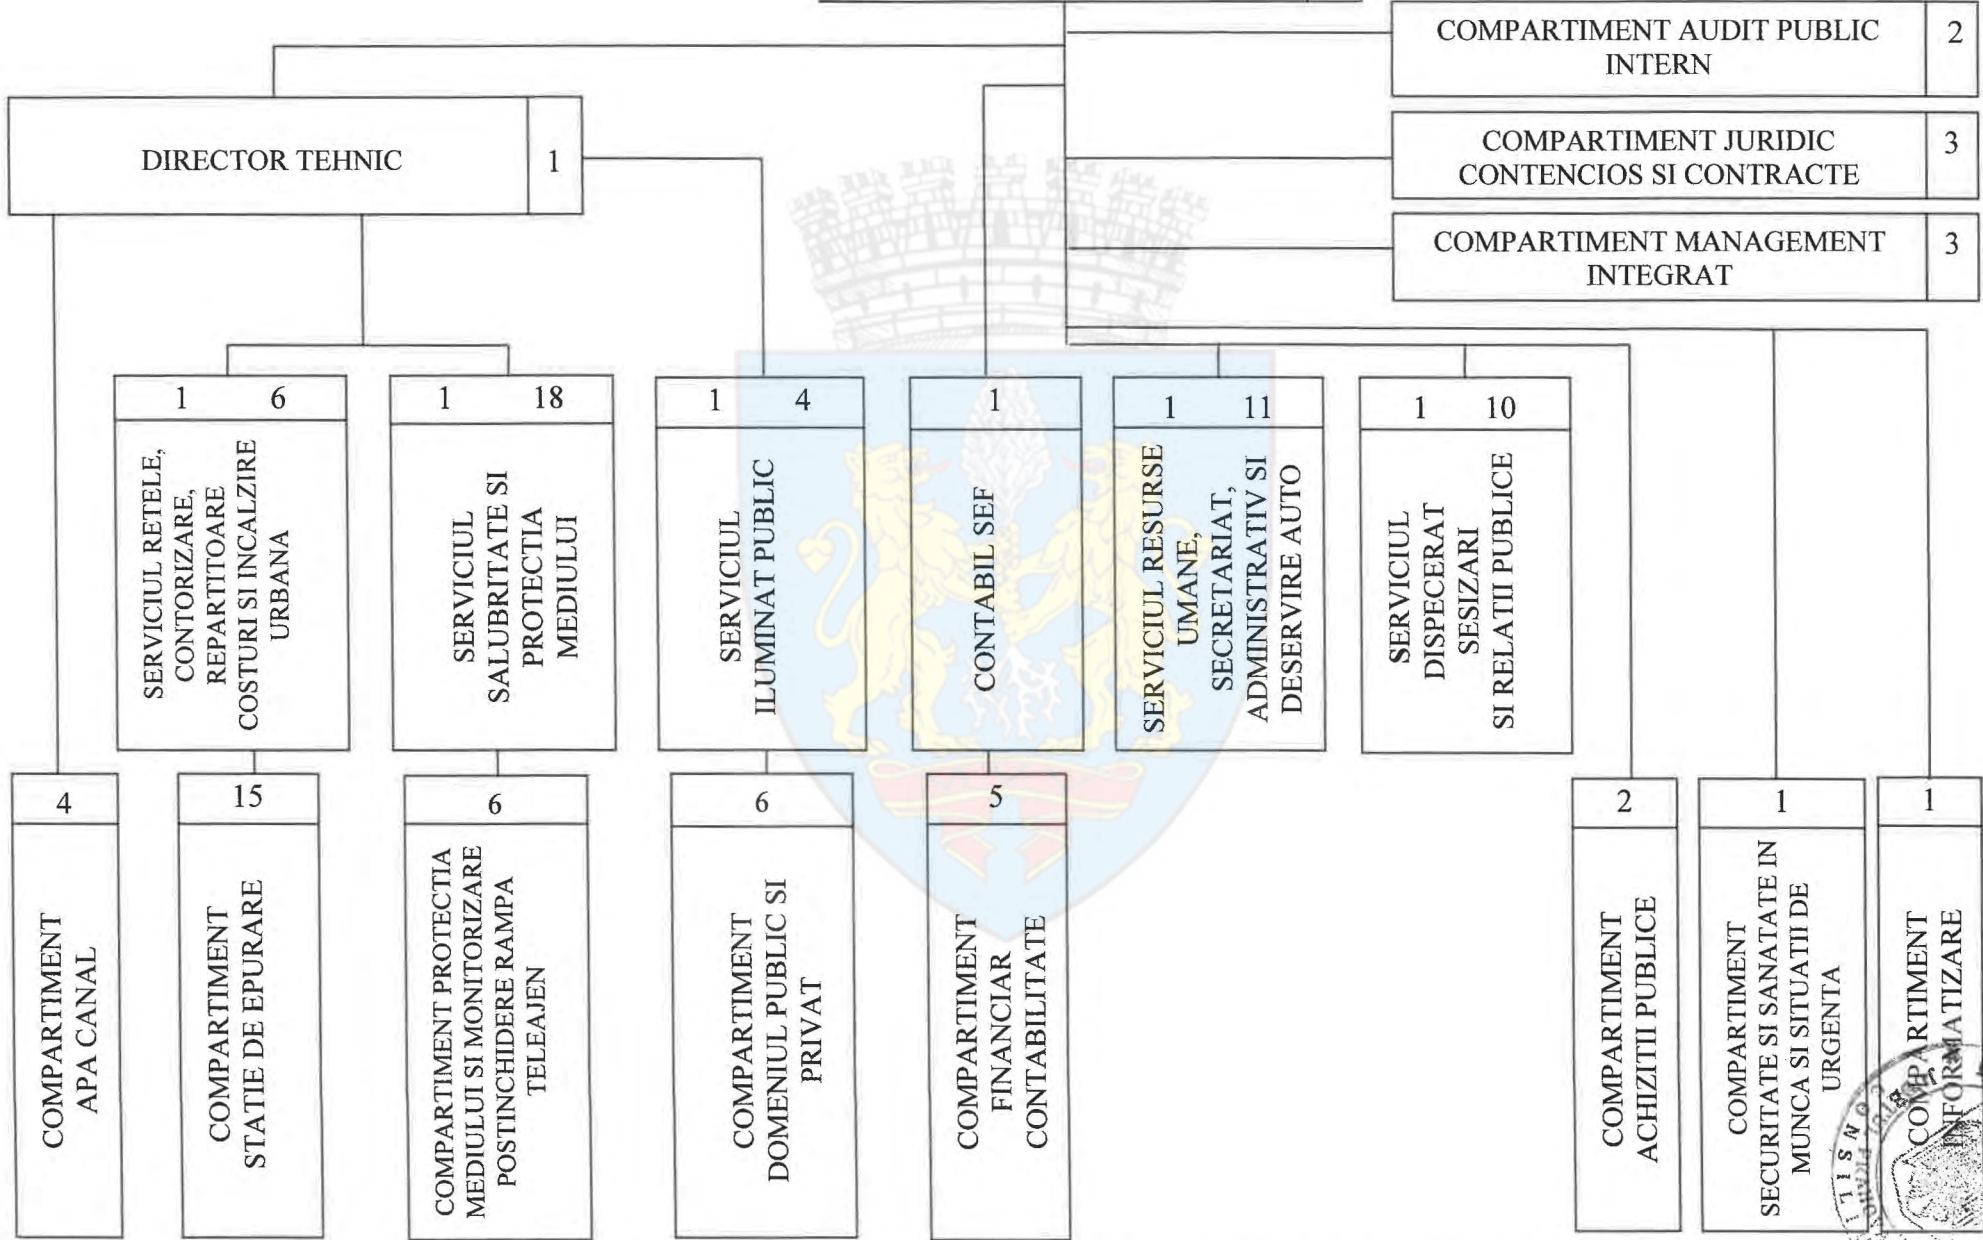 COMPARTIMENT AUDIT PUBLIC
INTERN
2
COMPARTIMENT JURIDIC
CONTENCIOS SI CONTRACTE
3
COMPARTIMENT MANAGEMENT
INTEGRAT
3
DIRECTOR TEHNIC
1
1 6
SERVICIUL RETELE,
CONTORIZARE,
REPARTITOARE
COSTURI SI INCALZIRE
URBANA
1 18
SERVICIUL
SALUBRITATE SI
PROTECTIA
MEDIULUI
1 4
SERVICIUL
ILUMINAT PUBLIC
1
CONTABIL SEF
1 11
SERVICIUL RESURSE
UMANE,
SECRETARIAT,
ADMINISTRATIV SI
DESERVIRE AUTO
1 10
SERVICIUL
DISPECERAT
SESIZARI
SI RELATII PUBLICE
4
COMPARTIMENT
APA CANAL
15
COMPARTIMENT
STATIE DE EPURARE
6
COMPARTIMENT PROTECTIA
MEDIULUI SI MONITORIZARE
POSTINCHIDERE RAMPA
TELEAJEN
6
COMPARTIMENT
DOMENIUL PUBLIC SI
PRIVAT
5
COMPARTIMENT
FINANCIAR
CONTABILITATE
2
COMPARTIMENT
ACHIZITII PUBLICE
1
COMPARTIMENT
SECURITATE SI SANATATE IN
MUNCA SI SITUATII DE
URGENTA
1
COMPARTIMENT
INFORMATIZARE